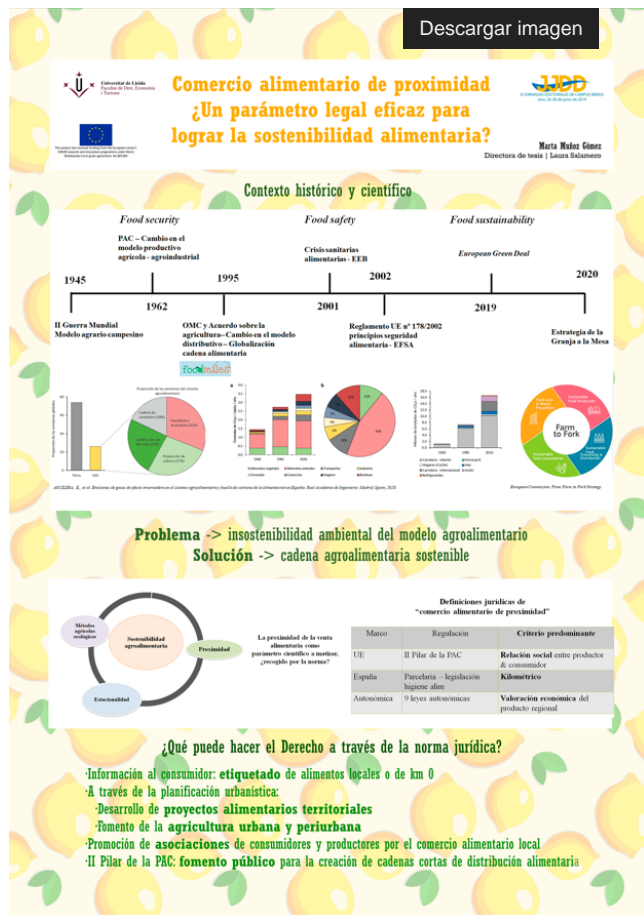 Descargar imagen
Universitat de Lleida
Facultat de Dret, Economia
i Turisme
Comercio alimentario de proximidad
¿Un parámetro legal eficaz para
lograr la sostenibilidad alimentaria?
JJDD
Marta Muñoz Gómez
Directora de tesis | Laura Salamero
Contexto histórico y científico
Food security
Food safety
Food sustainability
PAC – Cambio en el
modelo productivo
agrícola - agroindustrial
Crisis sanitarias
alimentarias - EEB
European Green Deal
1945
1995
2002
2020
1962
2001
2019
II Guerra Mundial
Modelo agrario campesino
OMC y Acuerdo sobre la
agricultura– Cambio en el modelo
distributivo – Globalización
cadena alimentaria
Reglamento UE nº 178/2002
principios seguridad
alimentaria - EFSA
Estrategia de la
Granja a la Mesa
foodmiles
Farm
to Fork
Problema -> insostenibilidad ambiental del modelo agroalimentario
Solución -> cadena agroalimentaria sostenible
Métodos
agrícolas
ecológicos
Sostenibilidad
agroalimentaria
Proximidad
Estacionalidad
La proximidad de la venta
alimentaria como
parámetro científico a matizar,
¿recogido por la norma?
Definiciones jurídicas de
“comercio alimentario de proximidad”
Marco Regulación Criterio predominante
UE II Pilar de la PAC Relación social entre productor
& consumidor
España Parcelaria – legislación
higiene alim Kilométrico
Autonómica 9 leyes autonómicas Valoración económica del
producto regional
¿Qué puede hacer el Derecho a través de la norma jurídica?
·Información al consumidor: etiquetado de alimentos locales o de km 0
·A través de la planificación urbanística:
·Desarrollo de proyectos alimentarios territoriales
·Fomento de la agricultura urbana y periurbana
·Promoción de asociaciones de consumidores y productores por el comercio alimentario local
·II Pilar de la PAC: fomento público para la creación de cadenas cortas de distribución alimentaria